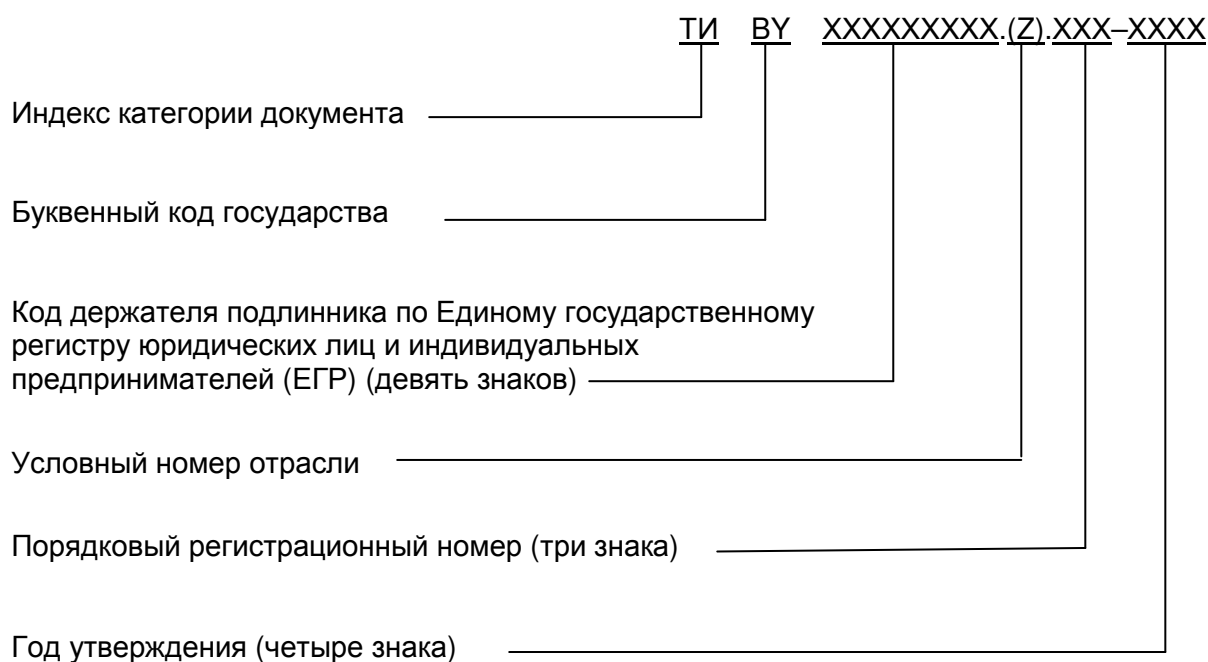 ТИ BY XXXXXXXXX.(Z).XXX–XXXX
Индекс категории документа
Буквенный код государства
Код держателя подлинника по Единому государственному
регистру юридических лиц и индивидуальных
предпринимателей (ЕГР) (девять знаков)
Условный номер отрасли
Порядковый регистрационный номер (три знака)
Год утверждения (четыре знака)